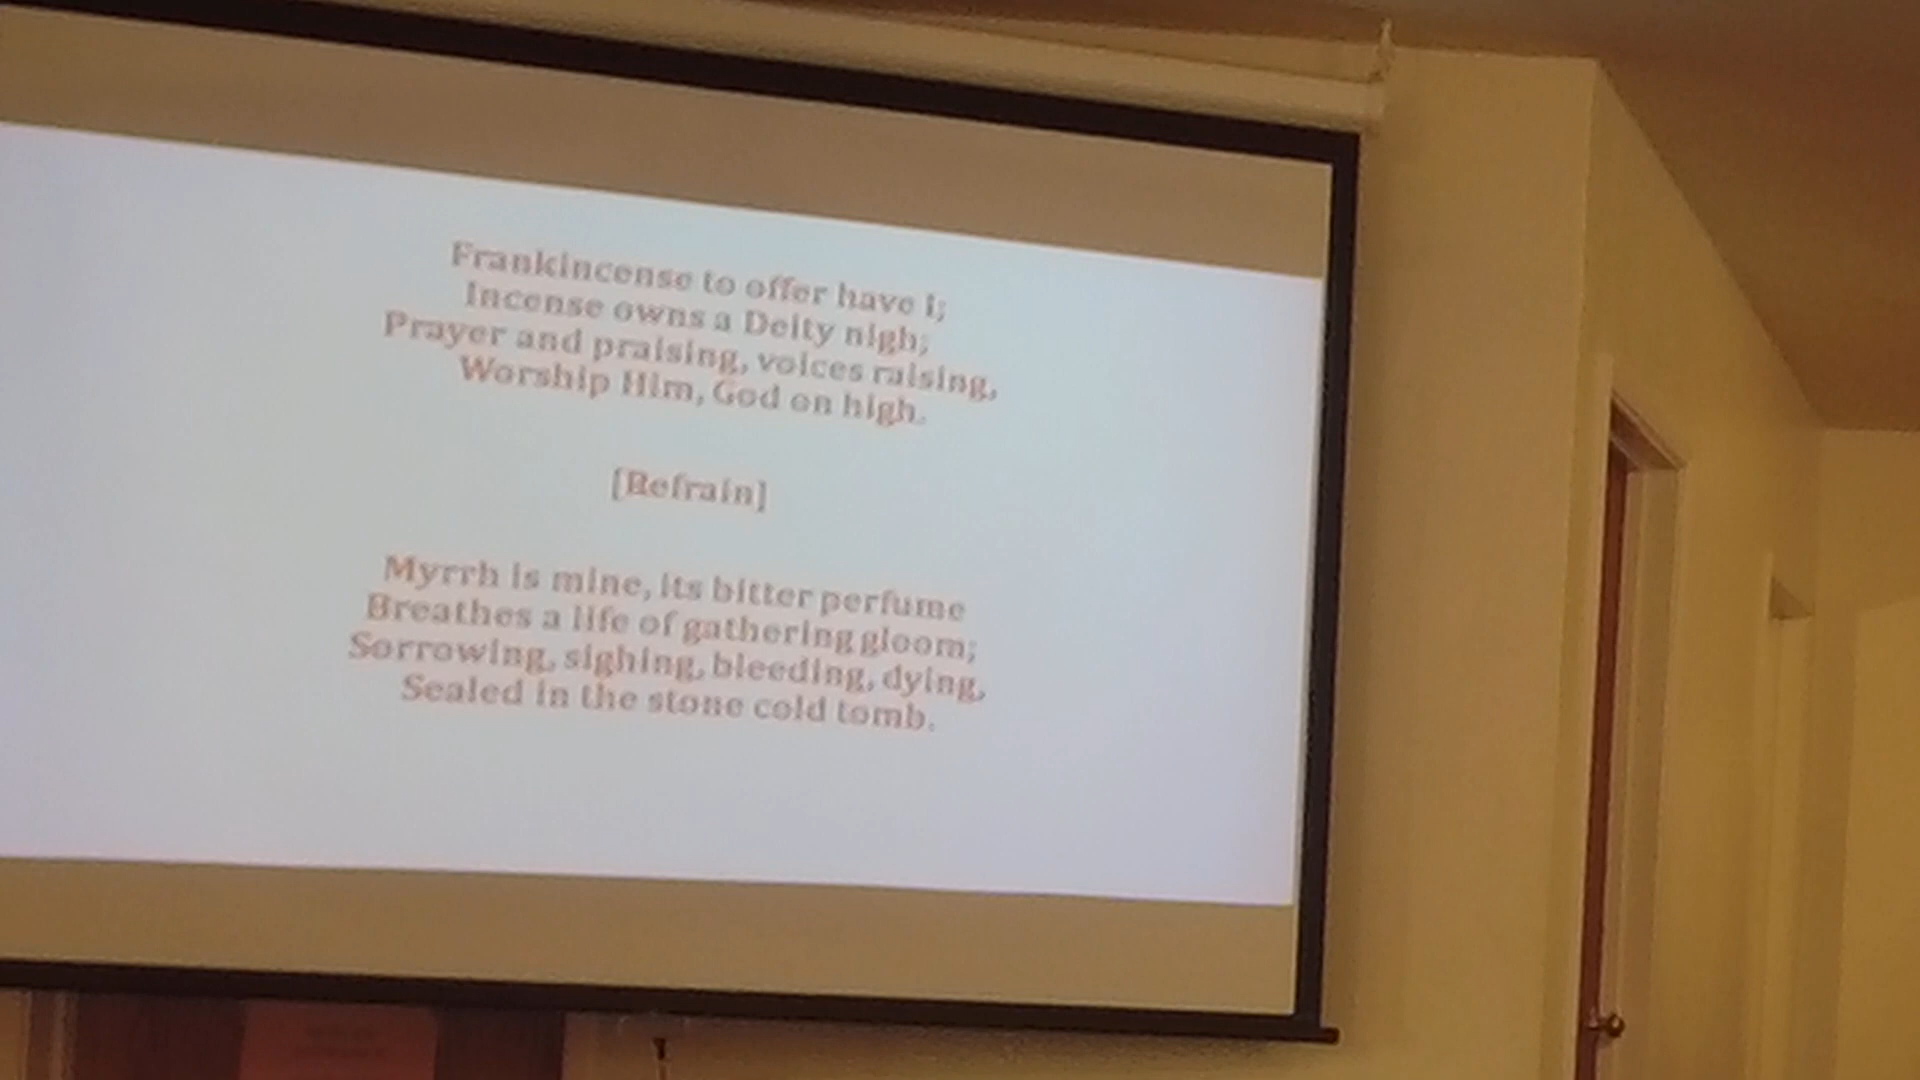 Frankincense to offer have I;
Incense owns a Deity nigh;
Prayer and praising, voices raising,
Worship Him, God on high.
[Refrain]
Myrrh is mine, its bitter perfume
Breathes a life of gathering gloom;
Sorrowing, sighing, bleeding, dying,
Sealed in the stone cold tomb.